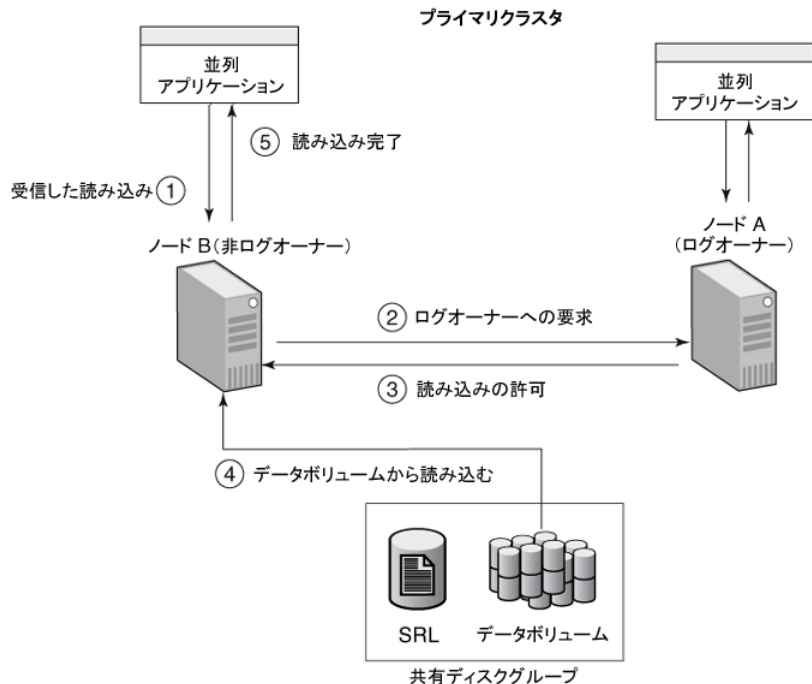 プライマリクラスタ
並列
アプリケーション
並列
アプリケーション
⑤ 読み込み完了
受信した読み込み①
ノード B(非ログオーナー)
ノード A
(ログオーナー)
② ログオーナーへの要求
③ 読み込みの許可
④ データボリュームから読み込む
SRL
データボリューム
共有ディスクグループ